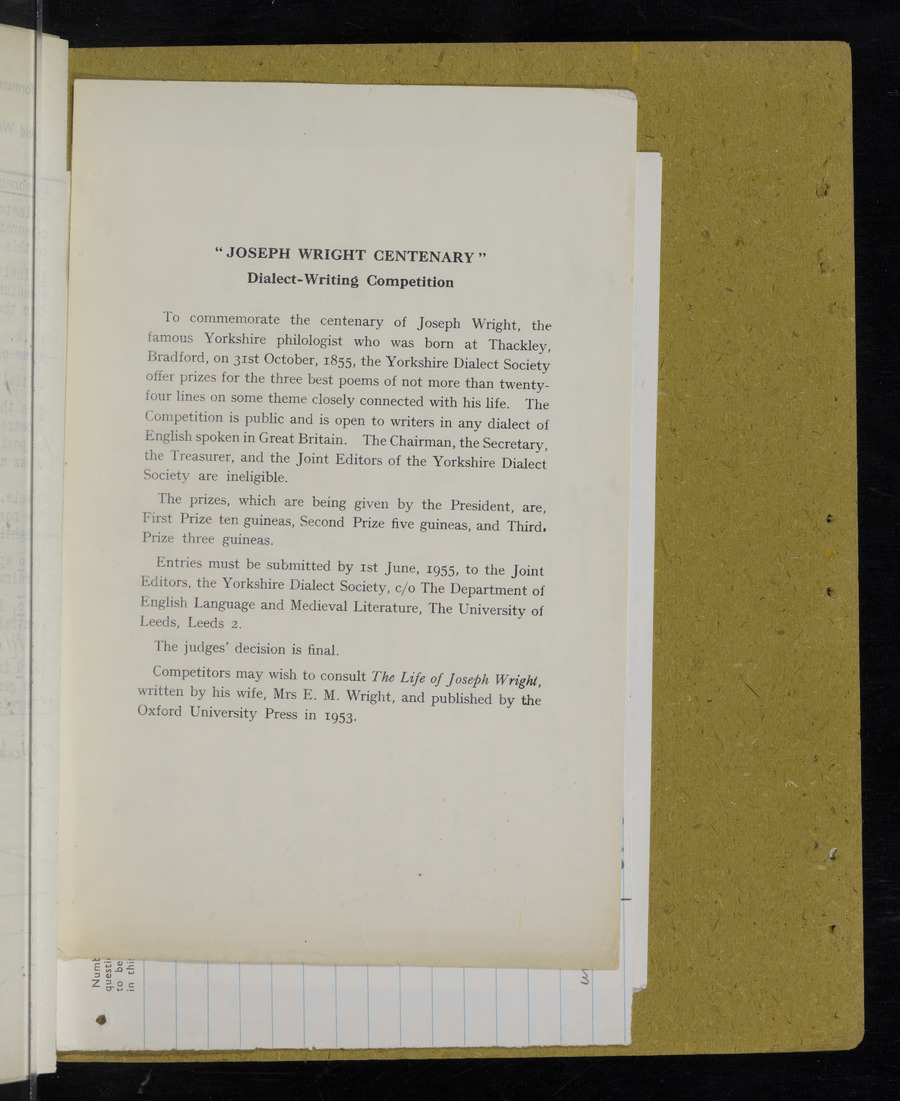 “ JOSEPH WRIGHT CENTENARY ”
Dialect-Writing Competition
To commemorate the centenary of Joseph Wright, the
famous Yorkshire philologist who was born at Thackley,
Bradford, on 31st October, 1855, the Yorkshire Dialect Society
offer prizes for the three best poems of not more than twenty-
four lines on some theme closely connected with his life. The
Competition is public and is open to writers in any dialect of
English spoken in Great Britain. The Chairman, the Secretary,
the Treasurer, and the Joint Editors of the Yorkshire Dialect
Society are ineligible.
The prizes, which are being given by the President, are,
First Prize ten guineas, Second Prize five guineas, and Third,
Prize three guineas.
Entries must be submitted by 1st June, 1955, to the Joint
Editors, the Yorkshire Dialect Society, c/o The Department of
English Language and Medieval Literature, The University of
Leeds, Leeds 2.
The judges’ decision is final.
Competitors may wish to consult The Life of Joseph Wright,
written by his wife, Mrs E. M. Wright, and published by the
Oxford University Press in 1953.
to be